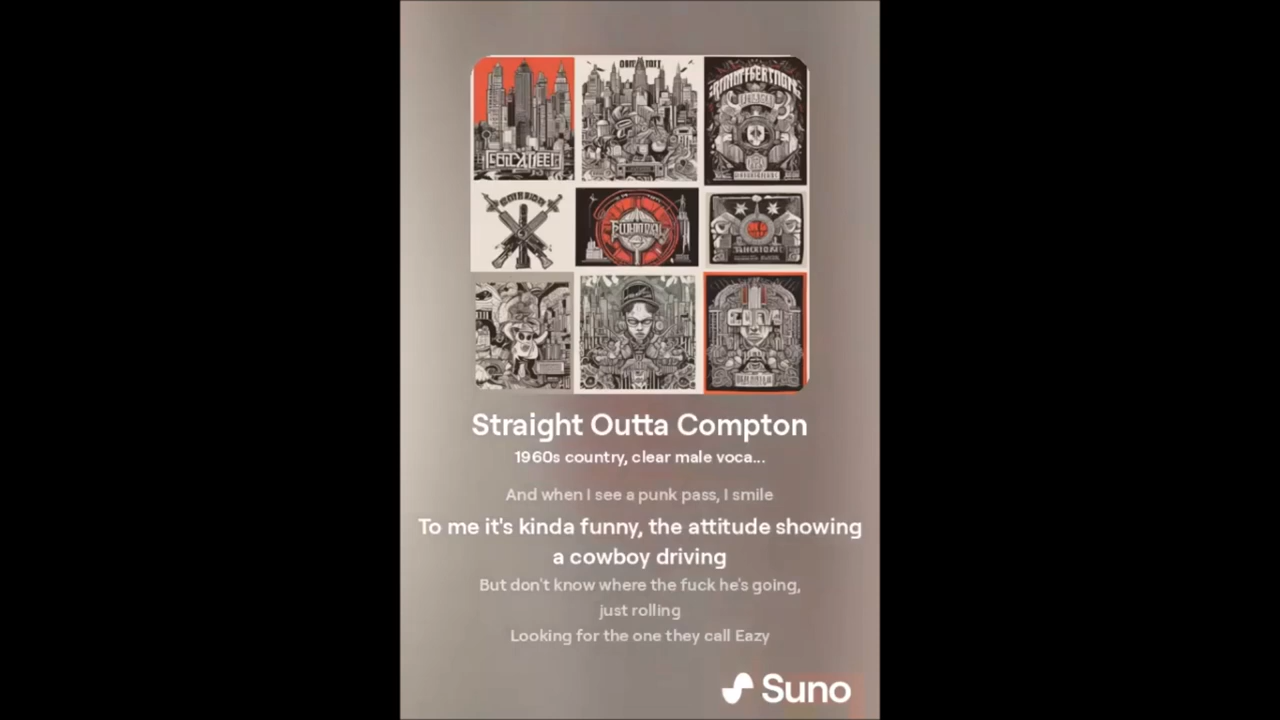 Straight Outta Compton
1960s country, clear male voca...
And when I see a punk pass, I smile
To me it's kinda funny, the attitude showing
a cowboy driving
But don't know where the fuck he's going,
just rolling
Looking for the one they call Eazy
Suno